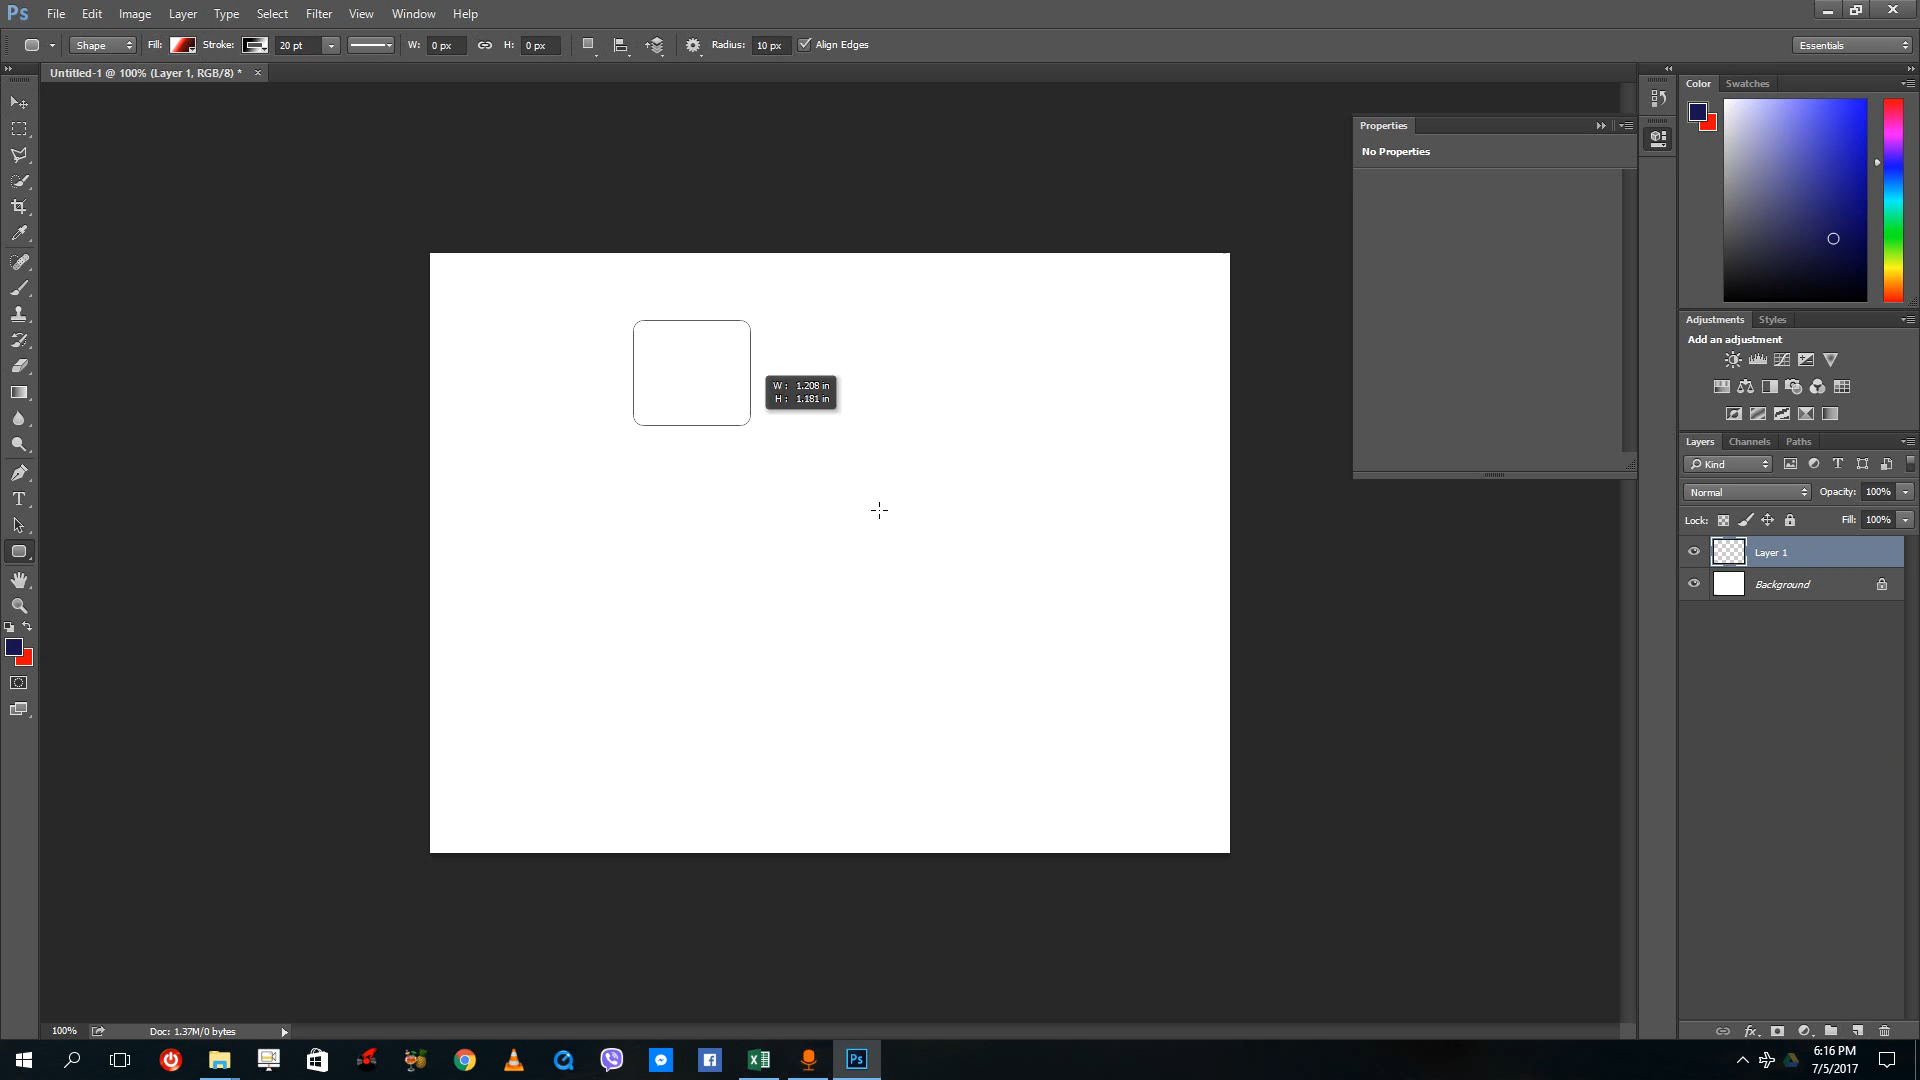 Ps File Edit Image Layer Type Select Filter View Window Help
Shape Fill: Stroke: 20 pt W: 0 px H: 0 px Radius: 10 px Align Edges Essentials
Untitled-1 @ 100% (Layer 1, RGB/8) * ×
Color Swatches
Properties
No Properties
Adjustments Styles
Add an adjustment
W : 1.208 in
H : 1.181 in
Layers Channels Paths
Kind
Normal Opacity: 100%
Lock: Fill: 100%
Layer 1
Background
T
100% Doc: 1.37M/0 bytes
fx
Ps
6:16 PM
7/5/2017